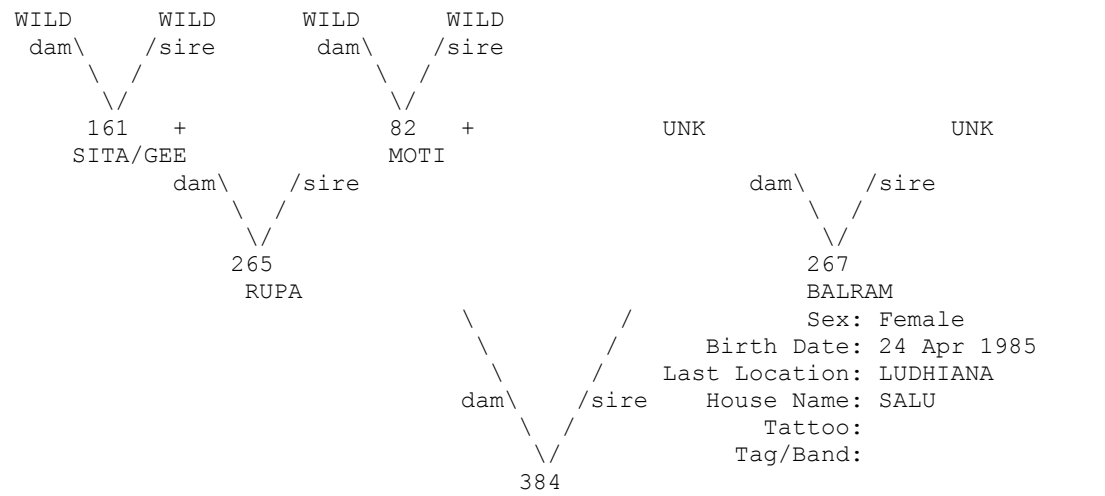 WILD WILD WILD WILD
dam\ /sire dam\ /sire
\ / \ /
\/ \/
161 + 82 + UNK UNK
SITA/GEE MOTI
dam\ /sire dam\ /sire
\ / \ /
\/ \/
265 267
RUPA BALRAM
\ / Sex: Female
\ / Birth Date: 24 Apr 1985
\ / Last Location: LUDHIANA
dam\ /sire House Name: SALU
\ / Tattoo:
\/ Tag/Band:
384